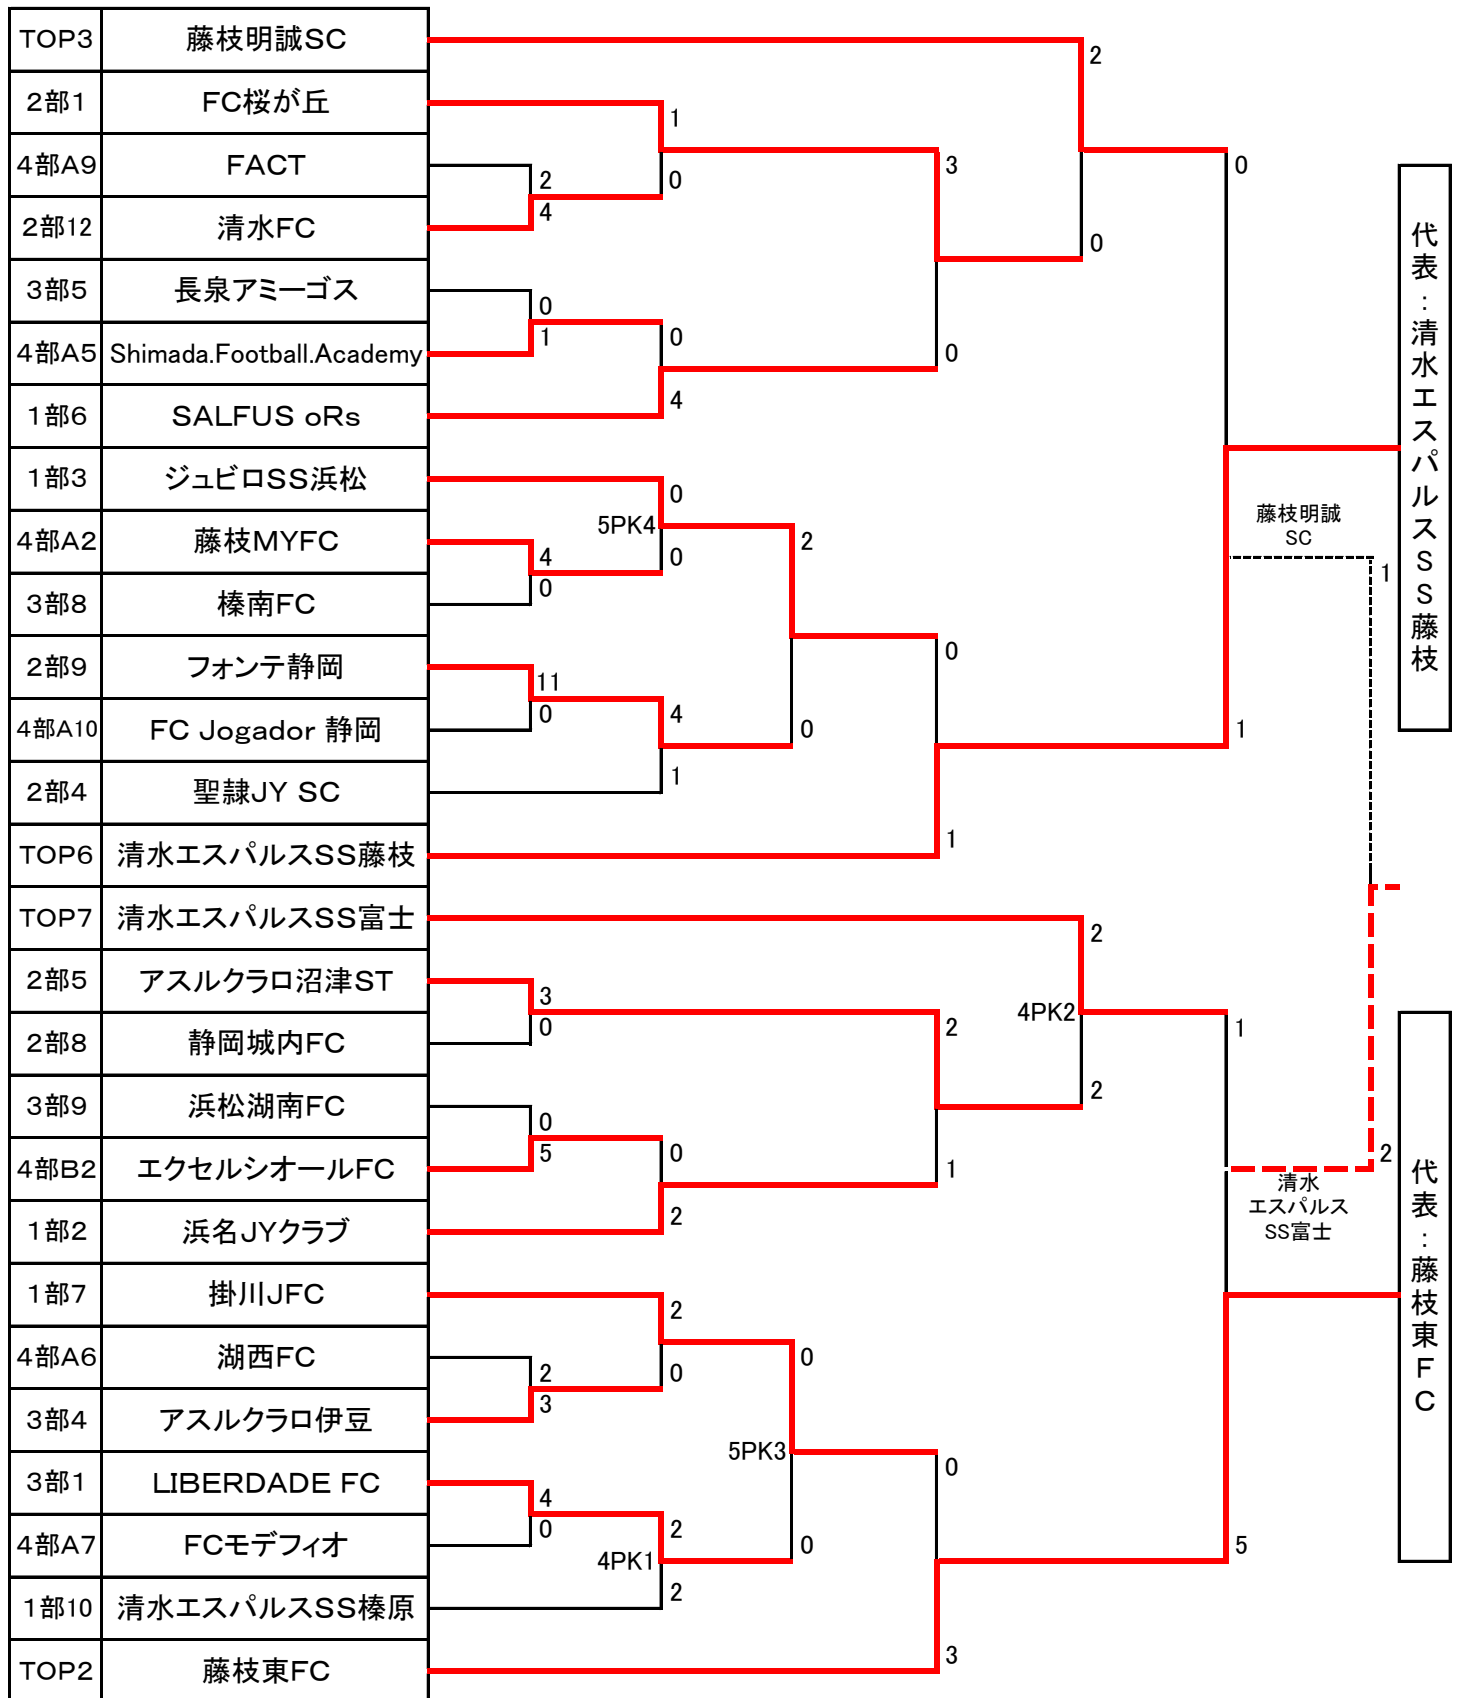 TOP3 藤枝明誠SC
2部1 FC桜が丘
4部A9 FACT
2部12 清水FC
3部5 長泉アミーゴス
4部A5 Shimada.Football.Academy
1部6 SALFUS oRs
1部3 ジュビロSS浜松
4部A2 藤枝MYFC
3部8 榛南FC
2部9 フォンテ静岡
4部A10 FC Jogador 静岡
2部4 聖隷JY SC
TOP6 清水エスパルスSS藤枝
TOP7 清水エスパルスSS富士
2部5 アスルクラロ沼津ST
2部8 静岡城内FC
3部9 浜松湖南FC
4部B2 エクセルシオールFC
1部2 浜名JYクラブ
1部7 掛川JFC
4部A6 湖西FC
3部4 アスルクラロ伊豆
3部1 LIBERDADE FC
4部A7 FCモデフィオ
1部10 清水エスパルスSS榛原
TOP2 藤枝東FC
2
4
0
1
4
0
11
0
3
0
0
5
2
3
4
0
1
0
0
4
0
5PK4
0
4
1
0
2
2
0
2
4PK1
2
2
0
0
5PK3
0
3
0
0
1
2
1
0
3
2
0
2
4PK2
2
0
1
1
5
藤枝明誠
SC
1
2
清水
エスパルス
SS富士
代表:清水エスパルスSS藤枝
代表:藤枝東FC